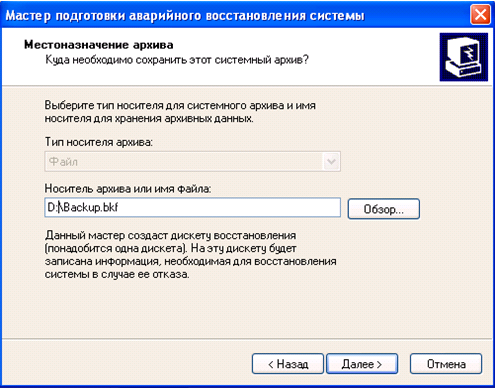 Мастер подготовки аварийного восстановления системы
Местоназначение архива
Куда необходимо сохранить этот системный архив?
Выберите тип носителя для системного архива и имя
носителя для хранения архивных данных.
Тип носителя архива:
Файл
Носитель архива или имя файла:
D:\Backup.bkf
Обзор...
Данный мастер создаст дискету восстановления
(понадобится одна дискета). На эту дискету будет
записана информация, необходимая для восстановления
системы в случае ее отказа.
< Назад
Далее >
Отмена